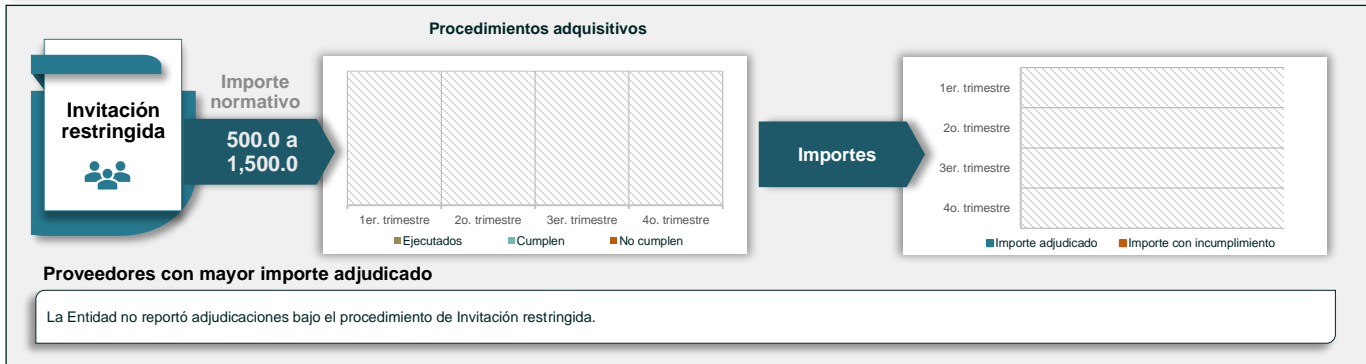 Procedimientos adquisitivos
Invitación
restringida
Importe
normativo
500.0 a
1,500.0
1er. trimestre
2o. trimestre
3er. trimestre
4o. trimestre
Ejecutados
Cumplen
No cumplen
Importes
1er. trimestre
2o. trimestre
3er. trimestre
4o. trimestre
Importe adjudicado
Importe con incumplimiento
Proveedores con mayor importe adjudicado
La Entidad no reportó adjudicaciones bajo el procedimiento de Invitación restringida.